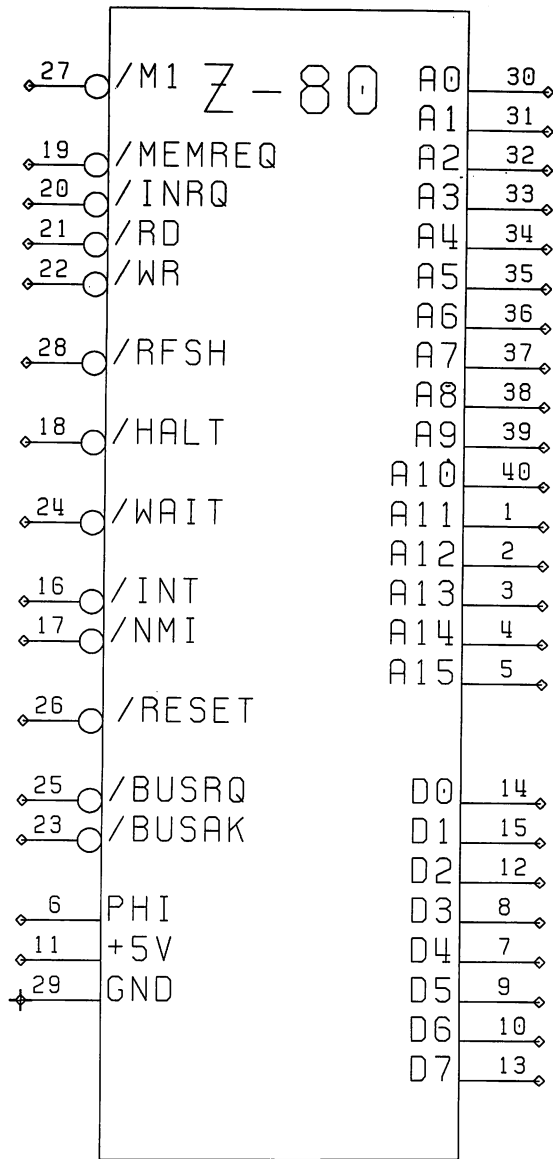 27 /M1 Z-80 A0 30
A1 31
19 /MEMREQ A2 32
20 /INRQ A3 33
21 /RD A4 34
22 /WR A5 35
A6 36
28 /RFSH A7 37
A8 38
18 /HALT A9 39
A10 40
24 /WAIT A11 1
A12 2
16 /INT A13 3
17 /NMI A14 4
A15 5
26 /RESET
25 /BUSRQ D0 14
23 /BUSAK D1 15
D2 12
6 PHI D3 8
11 +5V D4 7
29 GND D5 9
D6 10
D7 13